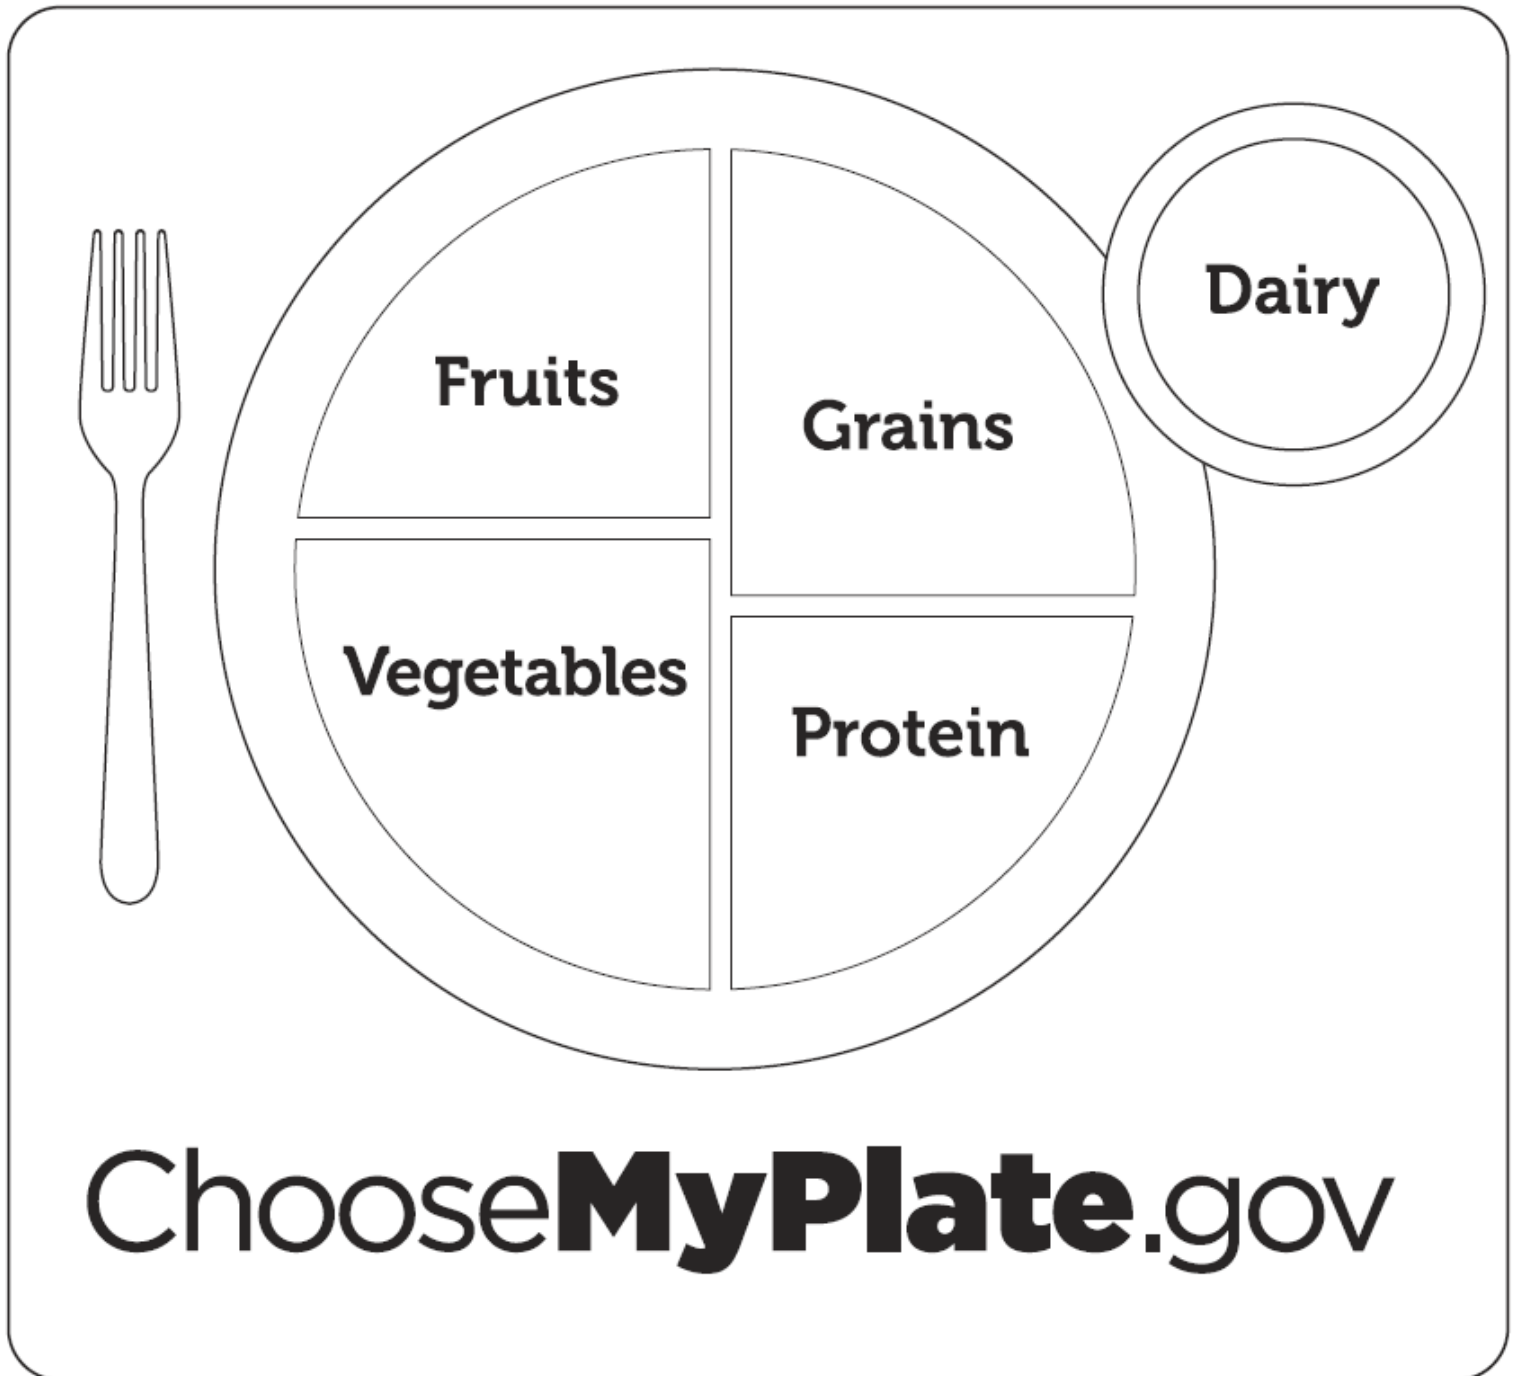 Dairy
Fruits
Grains
Vegetables
Protein
ChooseMyPlate.gov